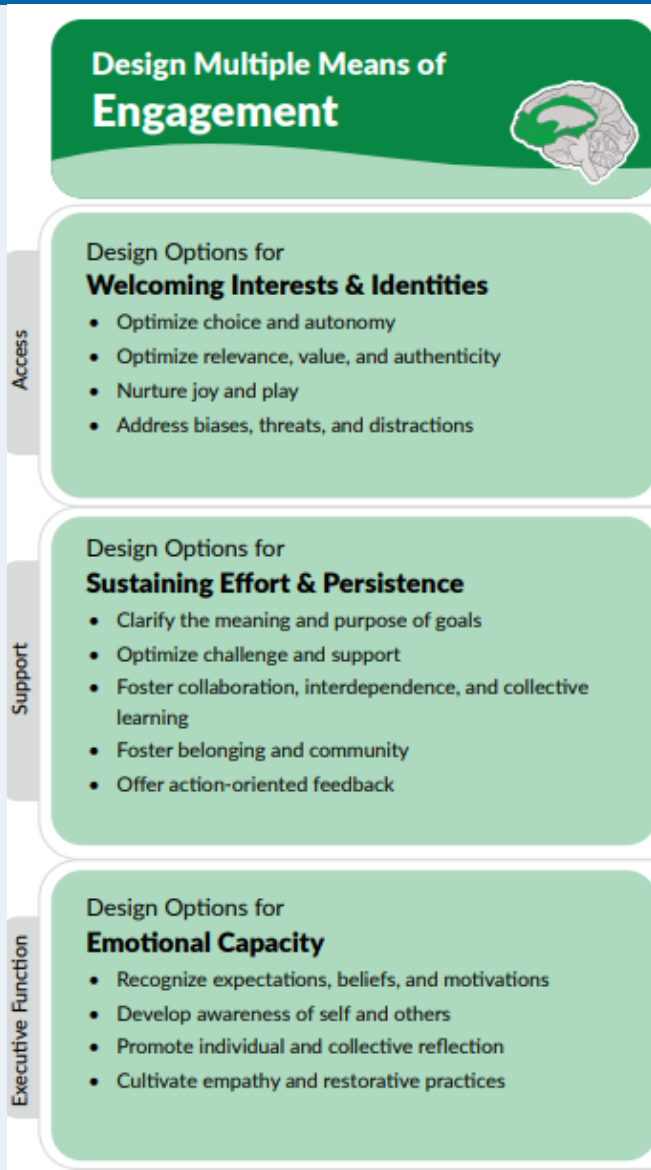 Design Multiple Means of
Engagement
Access
Design Options for
Welcoming Interests & Identities
• Optimize choice and autonomy
• Optimize relevance, value, and authenticity
• Nurture joy and play
• Address biases, threats, and distractions
Support
Design Options for
Sustaining Effort & Persistence
• Clarify the meaning and purpose of goals
• Optimize challenge and support
• Foster collaboration, interdependence, and collective
learning
• Foster belonging and community
• Offer action-oriented feedback
Executive Function
Design Options for
Emotional Capacity
• Recognize expectations, beliefs, and motivations
• Develop awareness of self and others
• Promote individual and collective reflection
• Cultivate empathy and restorative practices